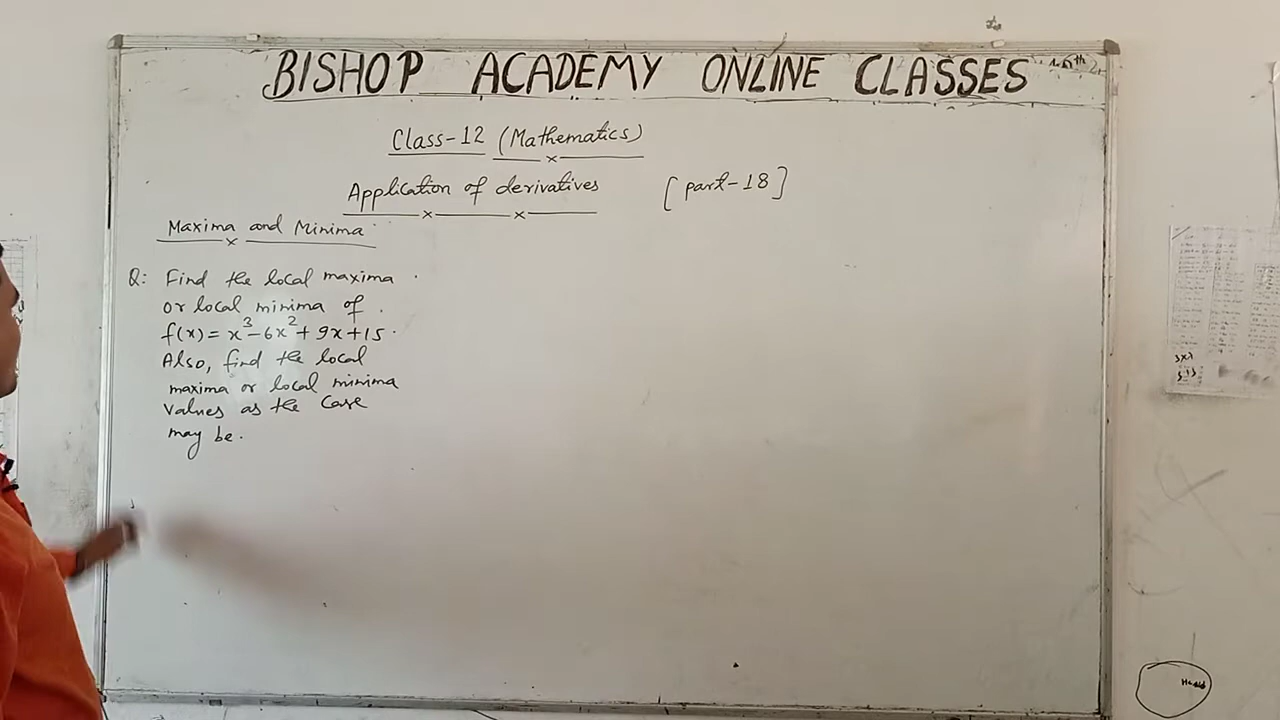 BISHOP ACADEMY ONLINE CLASSES
Class-12 (Mathematics)
Application of derivatives [part-18]
Maxima and Minima
Q: Find the local maxima
or local minima of
f(x) = x³-6x²+9x+15.
Also, find the local
maxima or local minima
values as the case
may be.